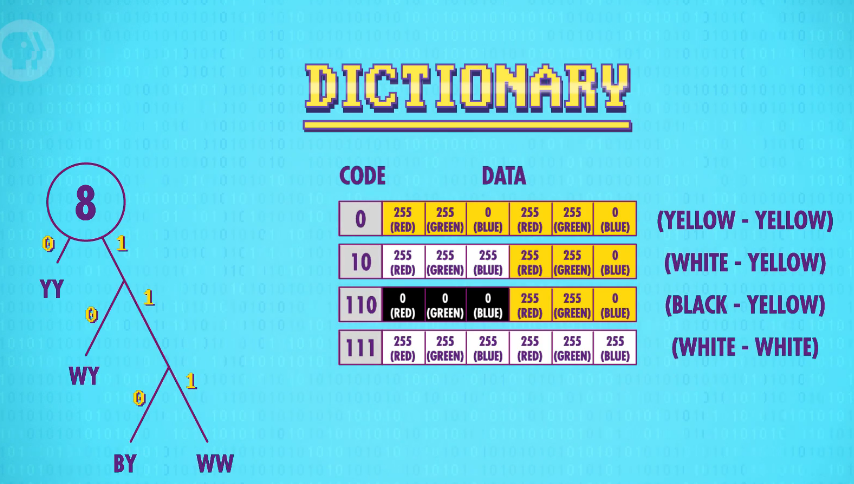 DICTIONARY
CODE DATA
0 255 (RED) 255 (GREEN) 0 (BLUE) 255 (RED) 255 (GREEN) 0 (BLUE) (YELLOW - YELLOW)
10 255 (RED) 255 (GREEN) 255 (BLUE) 255 (RED) 255 (GREEN) 0 (BLUE) (WHITE - YELLOW)
110 0 (RED) 0 (GREEN) 0 (BLUE) 255 (RED) 255 (GREEN) 0 (BLUE) (BLACK - YELLOW)
111 255 (RED) 255 (GREEN) 255 (BLUE) 255 (RED) 255 (GREEN) 255 (BLUE) (WHITE - WHITE)
8
0 1
YY
0 1
WY
0 1
BY WW